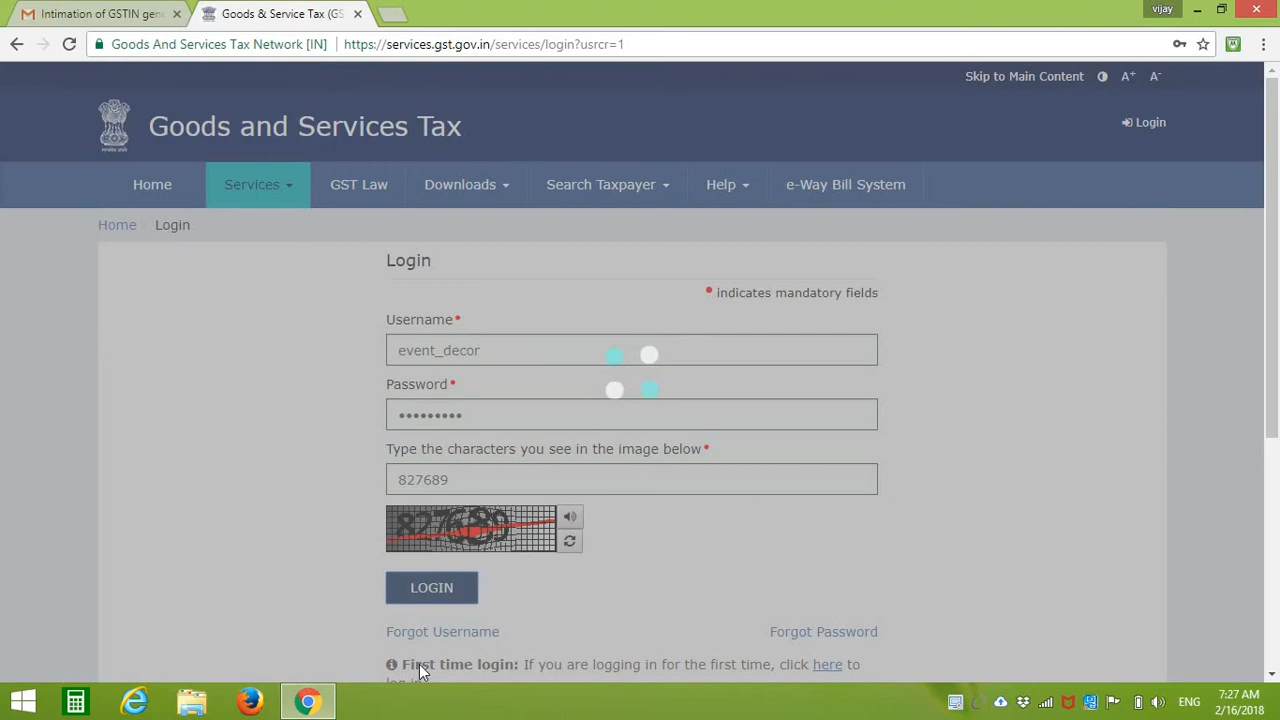 Intimation of GSTIN gen
Goods & Service Tax (GS
vijay
Goods And Services Tax Network [IN]
https://services.gst.gov.in/services/login?usrcr=1
Skip to Main Content
A+
A-
Goods and Services Tax
Login
Home
Services
GST Law
Downloads
Search Taxpayer
Help
e-Way Bill System
Home
Login
Login
• indicates mandatory fields
Username•
event_decor
Password•
•••••••••
Type the characters you see in the image below•
827689
LOGIN
Forgot Username
Forgot Password
First time login: If you are logging in for the first time, click here to
ENG
7:27 AM
2/16/2018